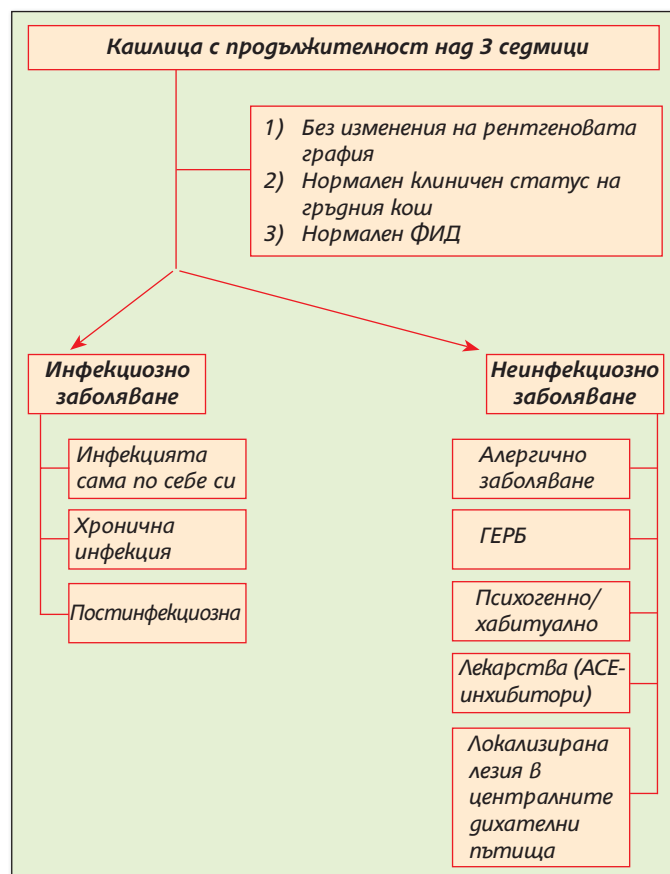 Кашлица с продължителност над 3 седмици
1) Без изменения на рентгеновата
графия
2) Нормален клиничен статус на
гръдния кош
3) Нормален ФИД
Инфекциозно
заболяване
Инфекцията
сама по себе си
Хронична
инфекция
Постинфекциозна
Неинфекциозно
заболяване
Алергично
заболяване
ГЕРБ
Психогенно/
хабитуално
Лекарства (ACE-
инхибитори)
Локализирана
лезия в
централните
дихателни
пътища